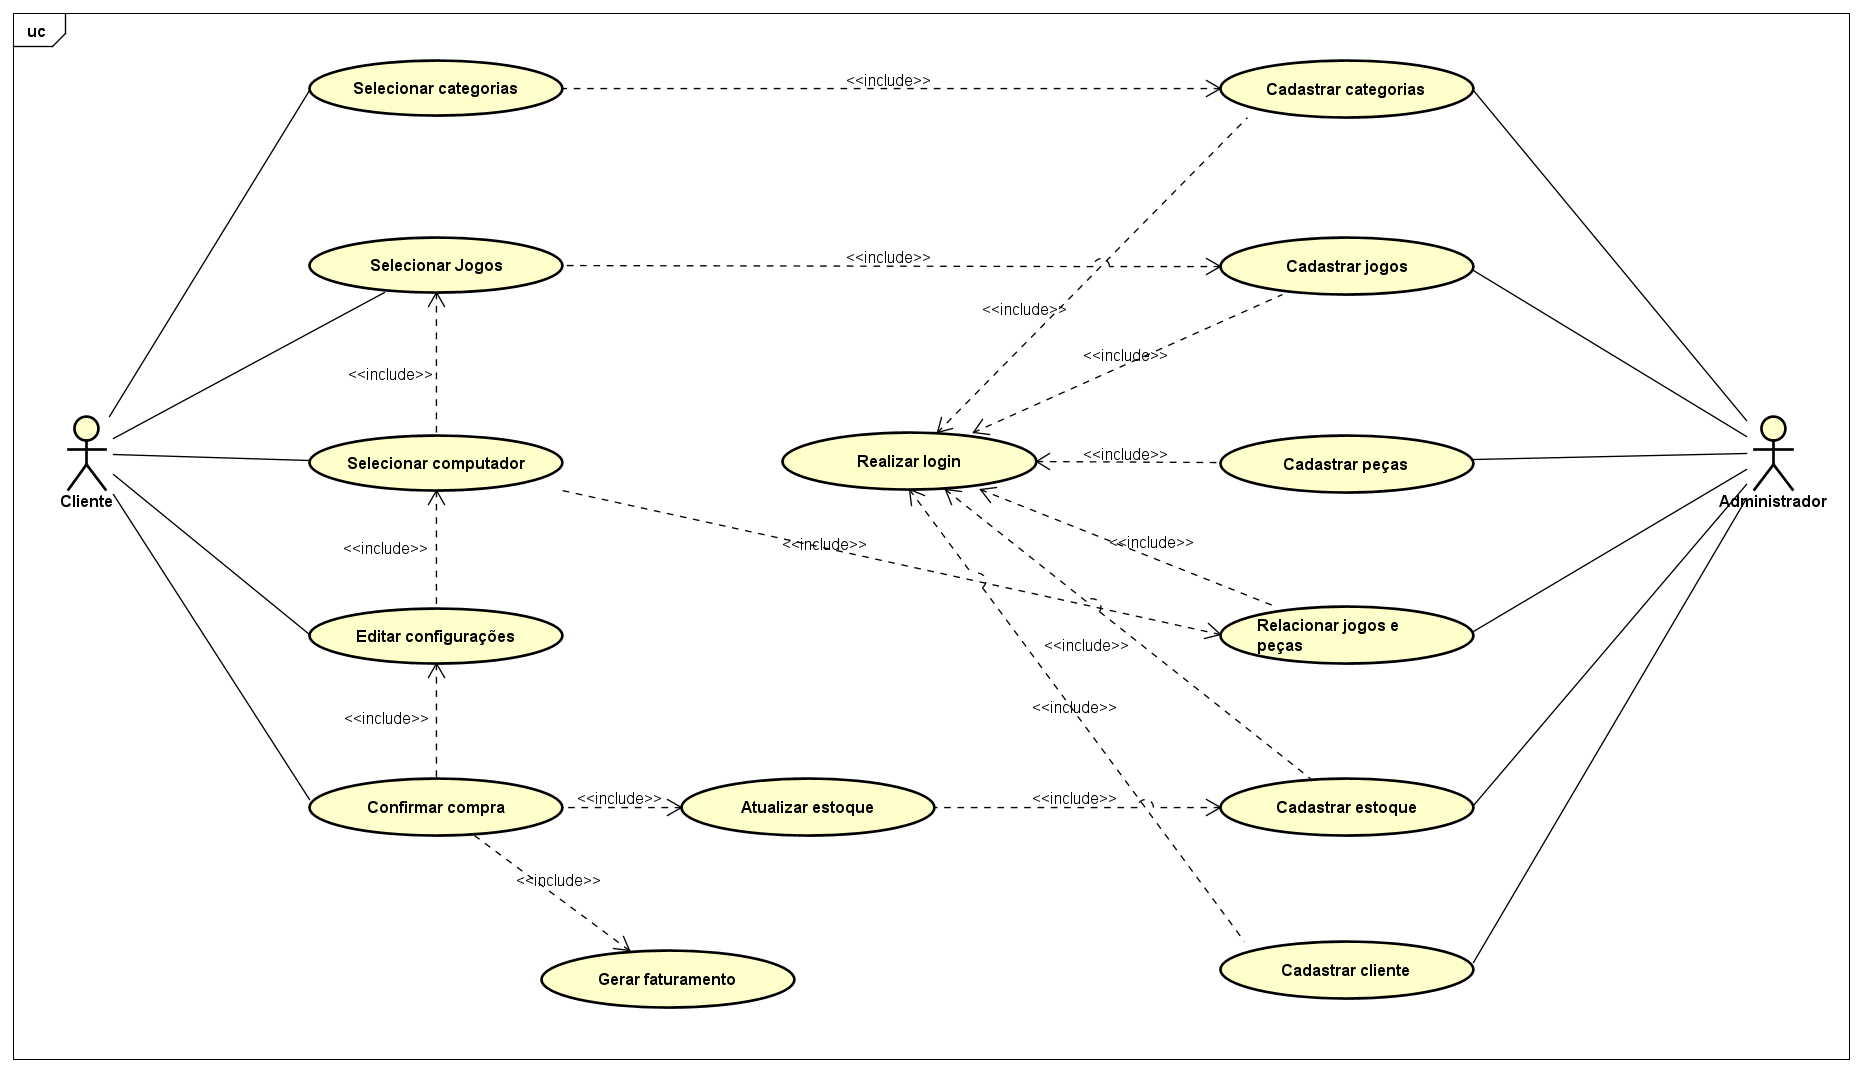 uc
Selecionar categorias
<<include>>
Cadastrar categorias
Selecionar Jogos
<<include>>
Cadastrar jogos
<<include>>
<<include>>
<<include>>
Cliente
Selecionar computador
Realizar login
<<include>>
Cadastrar peças
Administrador
<<include>>
<<include>>
<<include>>
Editar configurações
Relacionar jogos e
peças
<<include>>
<<include>>
<<include>>
Confirmar compra
<<include>>
Atualizar estoque
<<include>>
Cadastrar estoque
<<include>>
Gerar faturamento
Cadastrar cliente